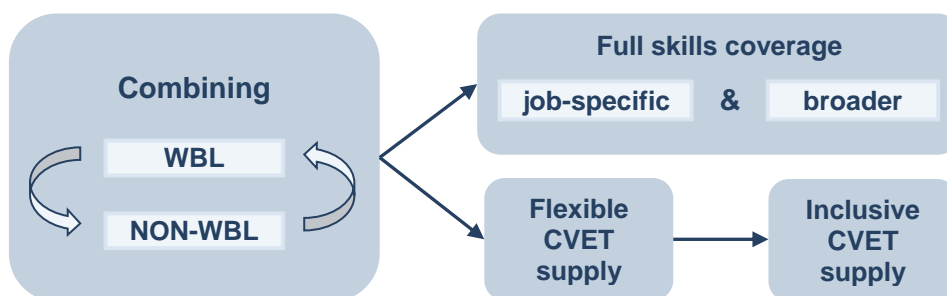 Combining
WBL
NON-WBL
Full skills coverage
job-specific & broader
Flexible
CVET
supply
Inclusive
CVET
supply